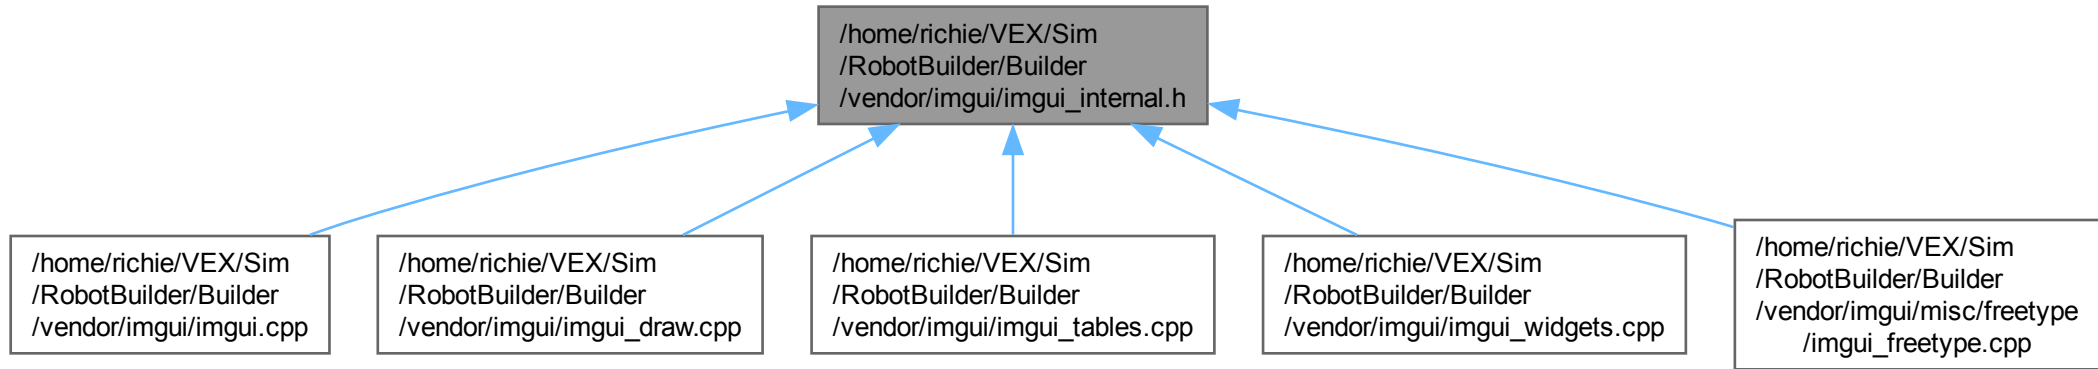 /home/richie/VEX/Sim
/RobotBuilder/Builder
/vendor/imgui/imgui_internal.h
/home/richie/VEX/Sim
/RobotBuilder/Builder
/vendor/imgui/imgui.cpp
/home/richie/VEX/Sim
/RobotBuilder/Builder
/vendor/imgui/imgui_draw.cpp
/home/richie/VEX/Sim
/RobotBuilder/Builder
/vendor/imgui/imgui_tables.cpp
/home/richie/VEX/Sim
/RobotBuilder/Builder
/vendor/imgui/imgui_widgets.cpp
/home/richie/VEX/Sim
/RobotBuilder/Builder
/vendor/imgui/misc/freetype
/imgui_freetype.cpp